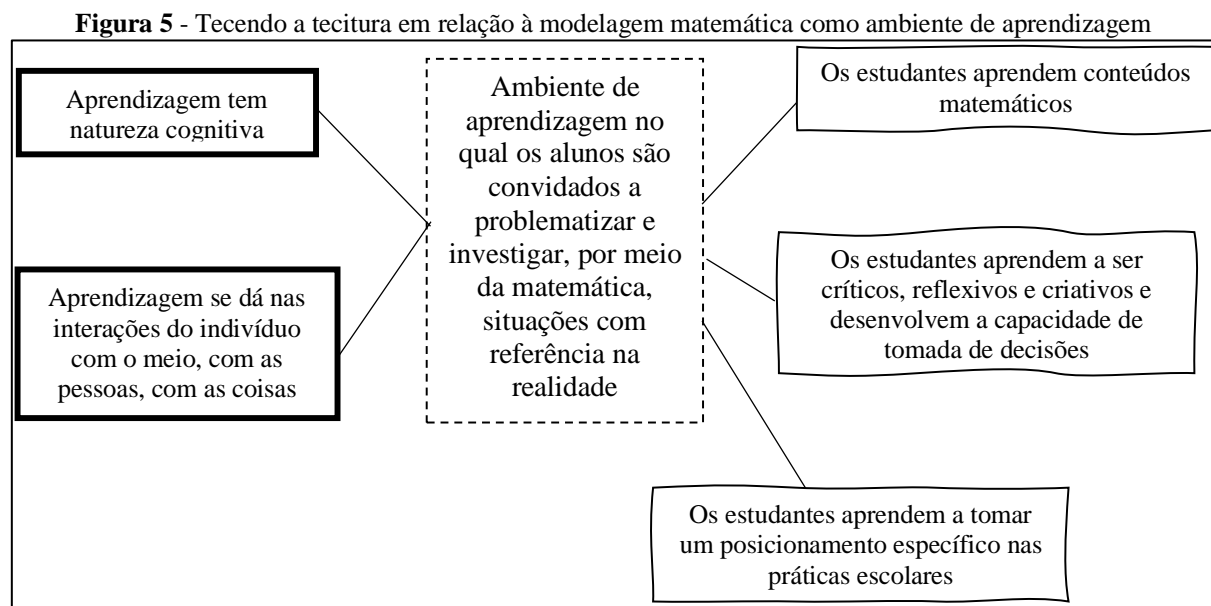 Figura 5 - Tecendo a tecitura em relação à modelagem matemática como ambiente de aprendizagem
Aprendizagem tem
natureza cognitiva
Aprendizagem se dá nas
interações do indivíduo
com o meio, com as
pessoas, com as coisas
Ambiente de
aprendizagem no
qual os alunos são
convidados a
problematizar e
investigar, por meio
da matemática,
situações com
referência na
realidade
Os estudantes aprendem conteúdos
matemáticos
Os estudantes aprendem a ser
críticos, reflexivos e criativos e
desenvolvem a capacidade de
tomada de decisões
Os estudantes aprendem a tomar
um posicionamento específico nas
práticas escolares